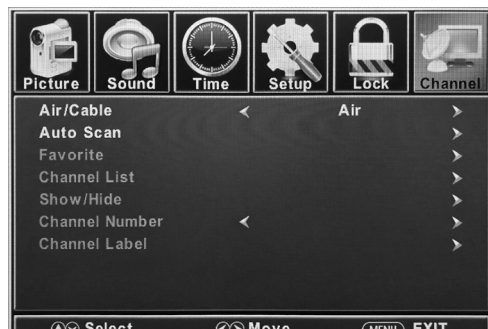 Picture Sound Time Setup Lock Channel
Air/Cable Air
Auto Scan
Favorite
Channel List
Show/Hide
Channel Number
Channel Label
Select Move MENU EXIT